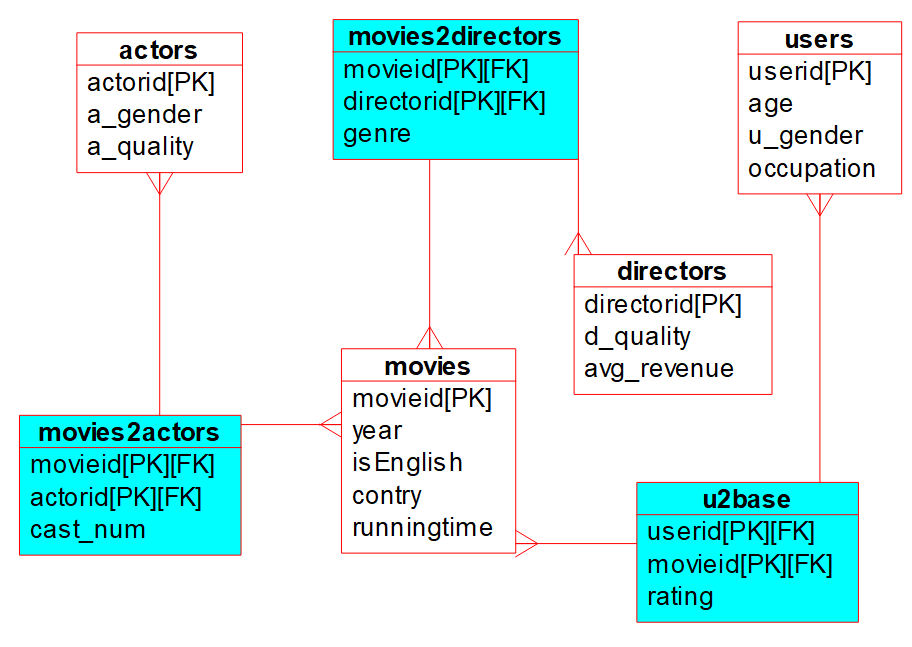 actors
actorid[PK]
a_gender
a_quality
movies2directors
movieid[PK][FK]
directorid[PK][FK]
genre
users
userid[PK]
age
u_gender
occupation
directors
directorid[PK]
d_quality
avg_revenue
movies
movieid[PK]
year
isEnglish
contry
runningtime
movies2actors
movieid[PK][FK]
actorid[PK][FK]
cast_num
u2base
userid[PK][FK]
movieid[PK][FK]
rating